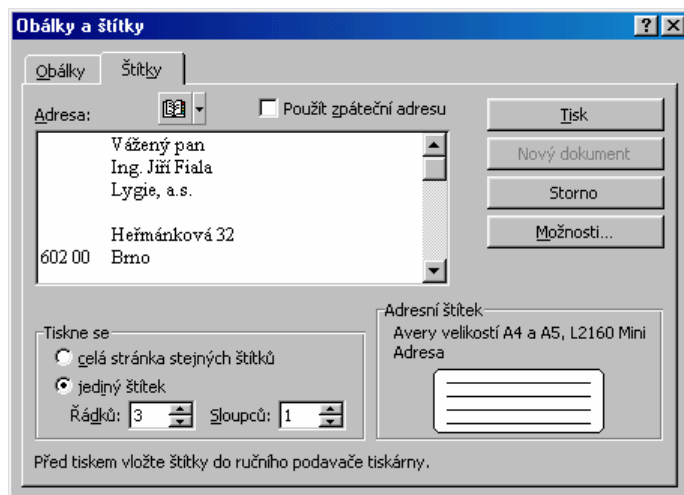 Obálky a štítky
Obálky Štítky
Adresa: Použít zpáteční adresu
Vážený pan
Ing. Jiří Fiala
Lygie, a.s.
Heřmánková 32
602 00 Brno
Tisk
Nový dokument
Storno
Možnosti...
Tiskne se
celá stránka stejných štítků
jediný štítek
Řádků: 3 Sloupců: 1
Adresní štítek
Avery velikostí A4 a A5, L2160 Mini
Adresa
Před tiskem vložte štítky do ručního podavače tiskárny.